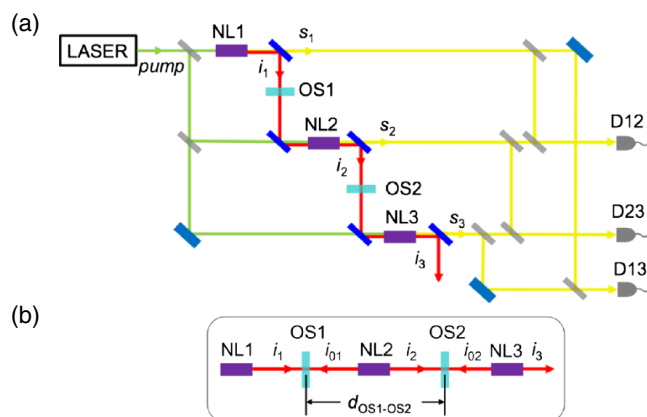 (a)
LASER
pump
NL1
s1
i1
OS1
NL2
s2
i2
OS2
NL3
s3
i3
D12
D23
D13
(b)
OS1
OS2
NL1
i1
i01
NL2
i2
i02
NL3
i3
dOS1-OS2